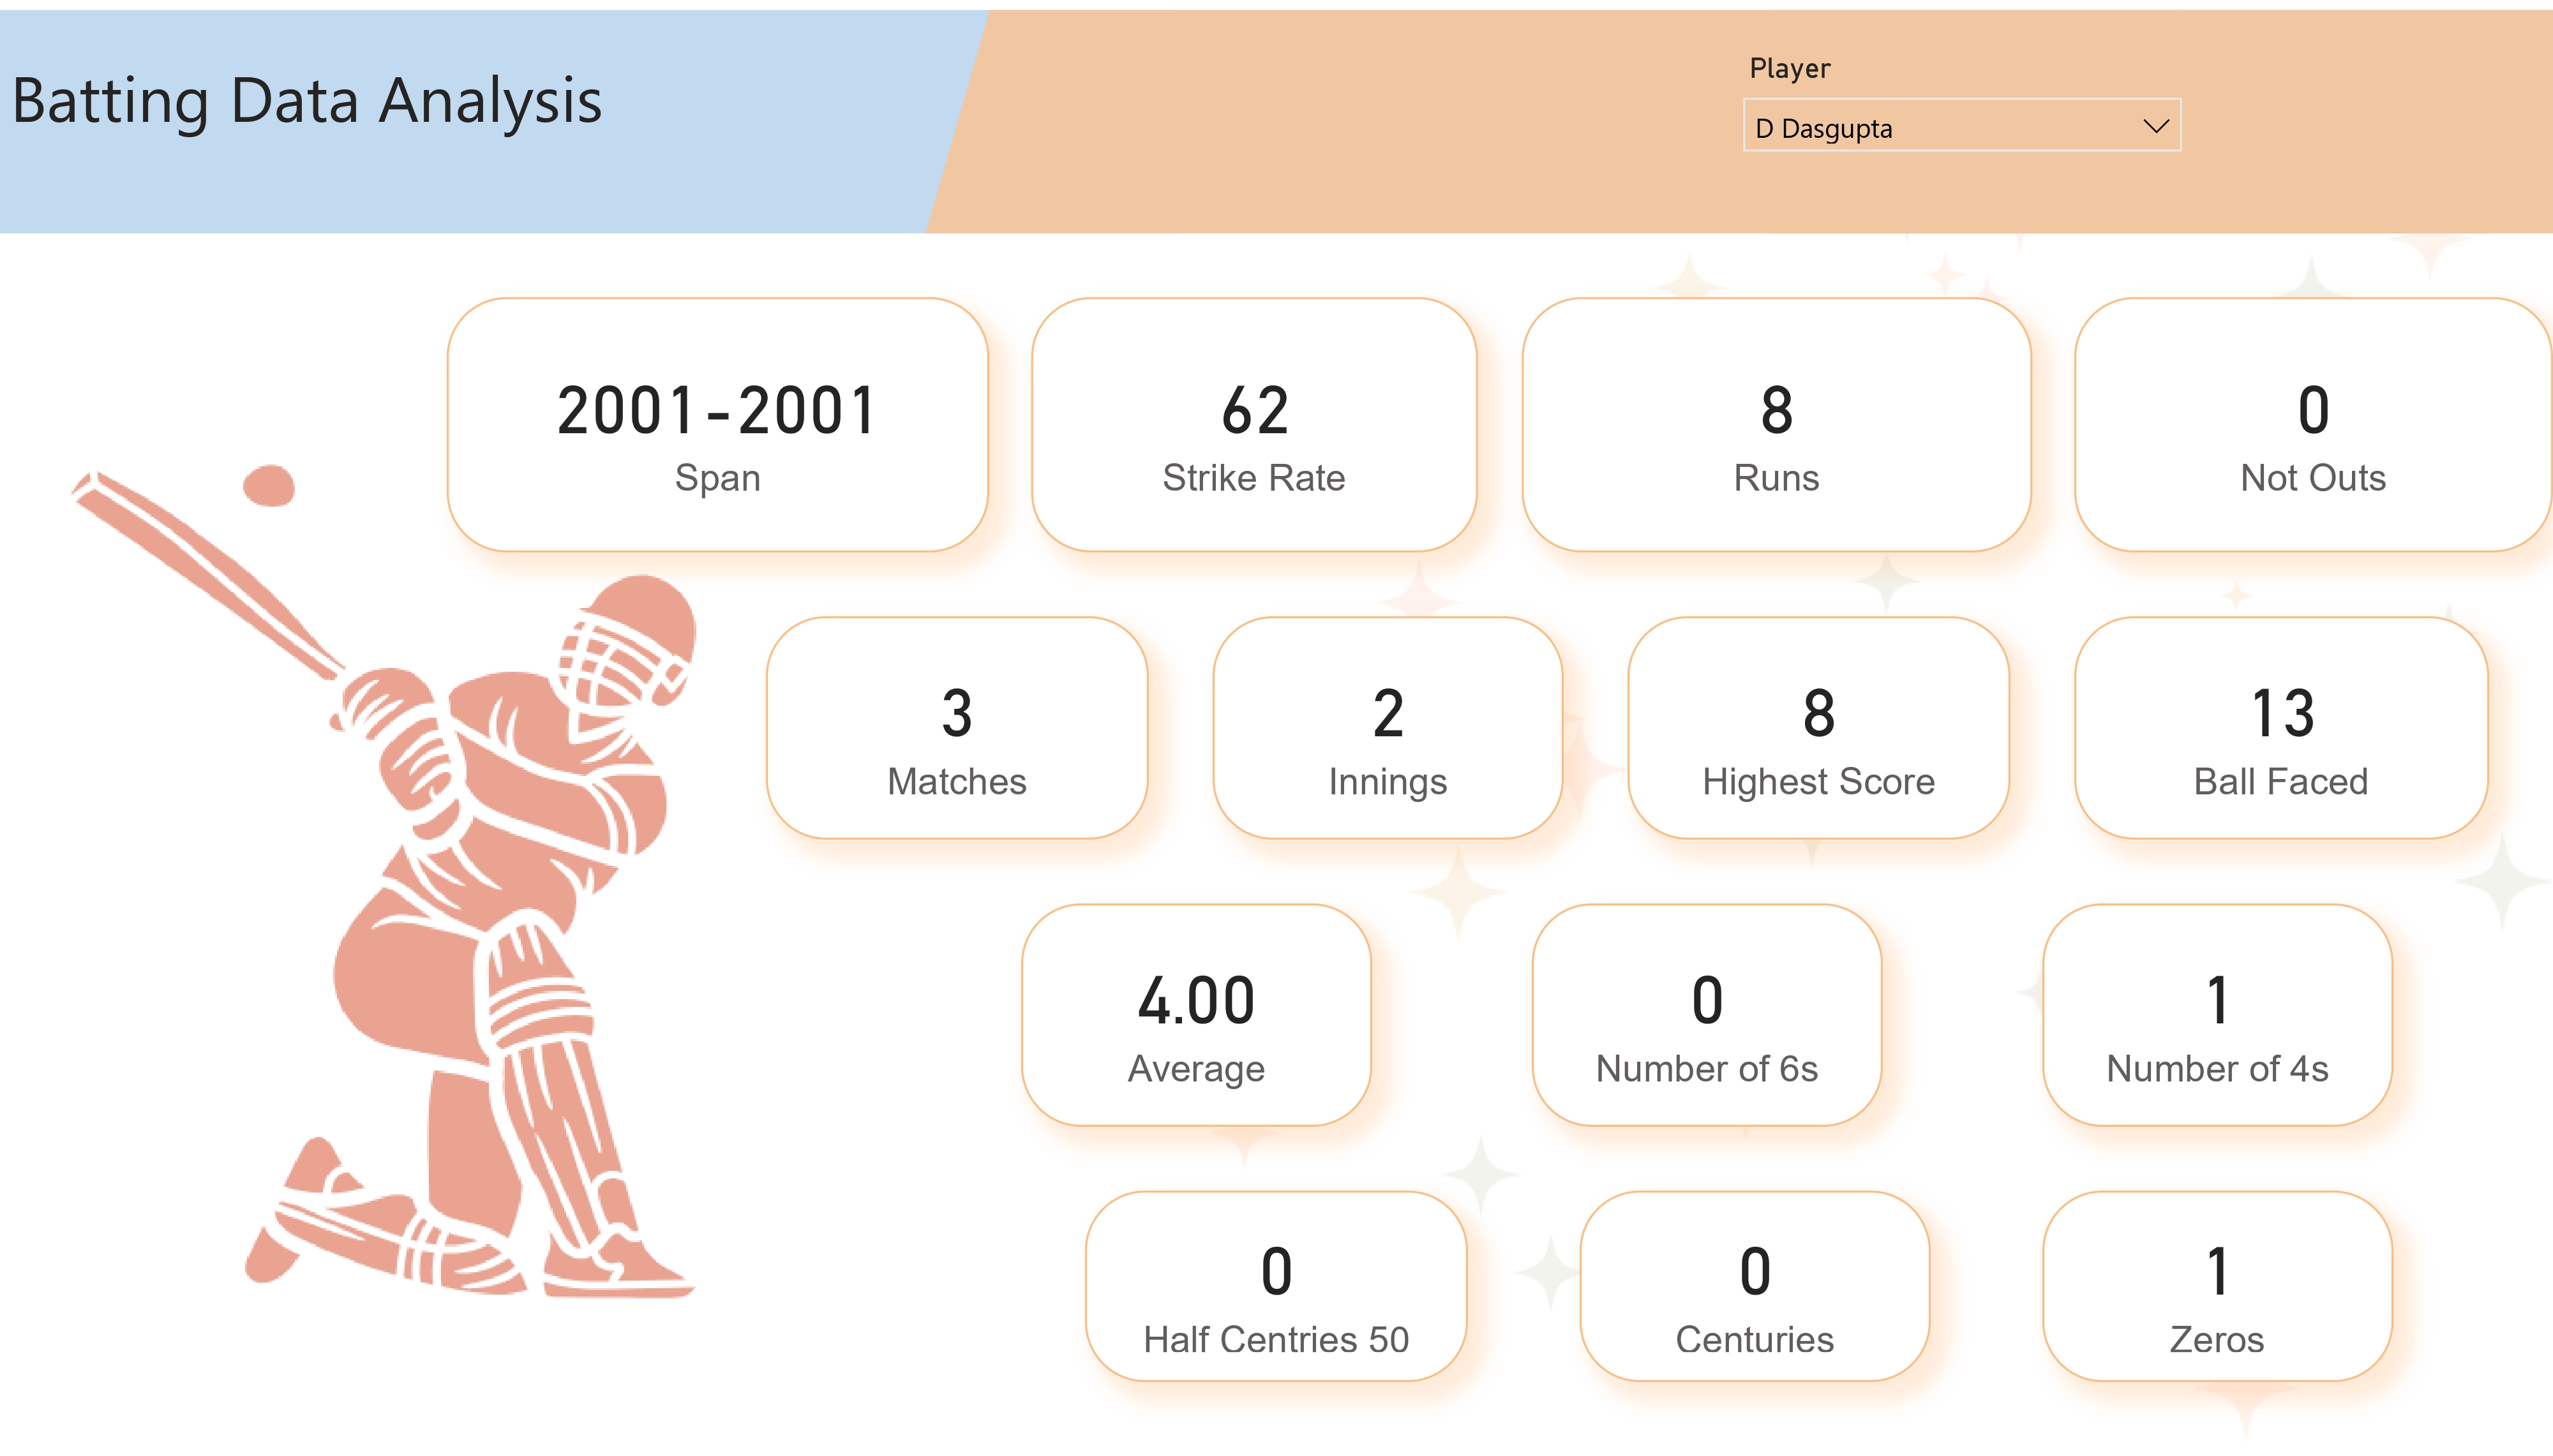 Batting Data Analysis
Player
D Dasgupta
2001-2001
Span
62
Strike Rate
8
Runs
0
Not Outs
3
Matches
2
Innings
8
Highest Score
13
Ball Faced
4.00
Average
0
Number of 6s
1
Number of 4s
0
Half Centries 50
0
Centuries
1
Zeros